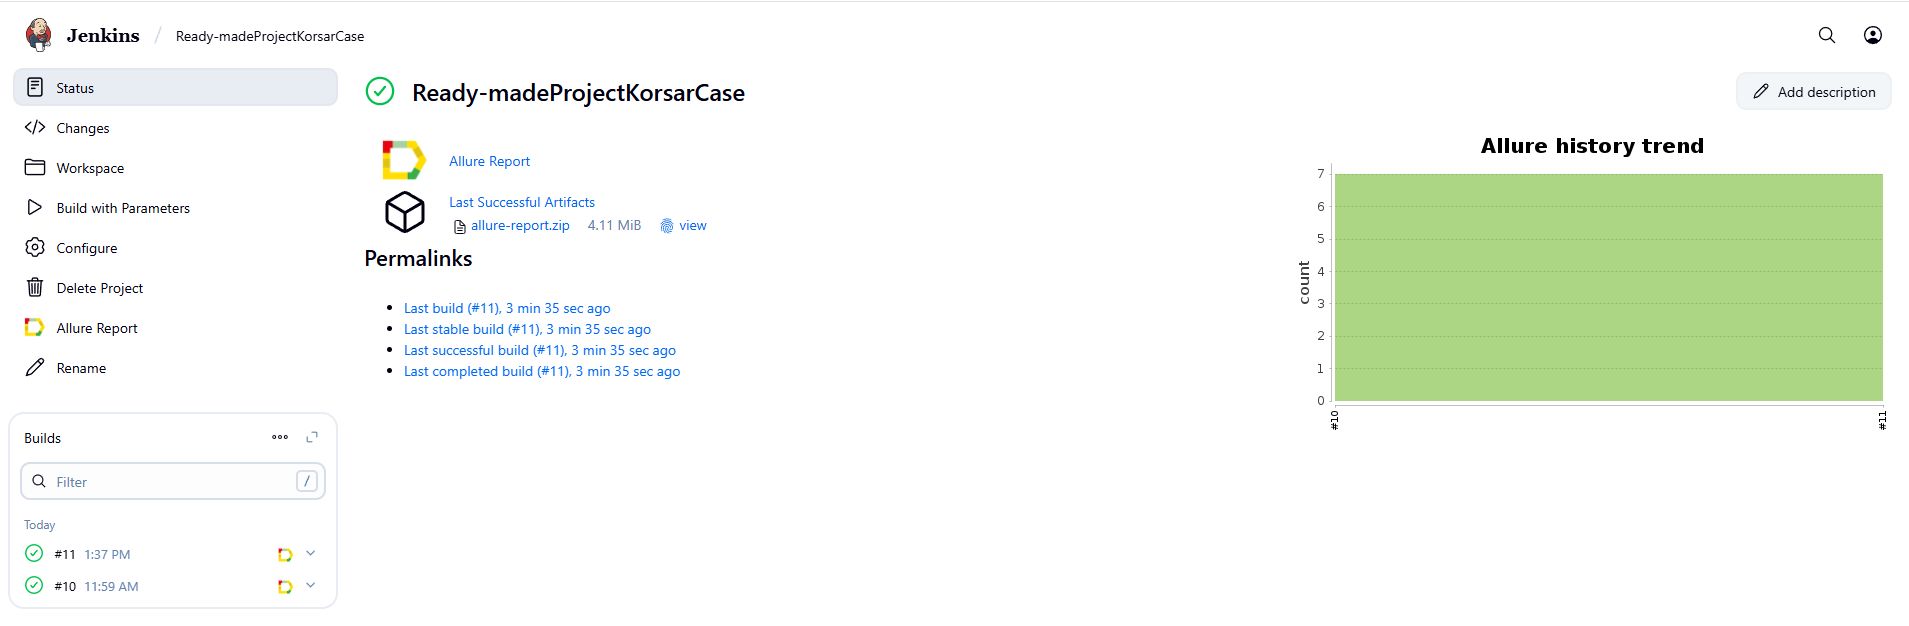 Jenkins / Ready-madeProjectKorsarCase
Status
Changes
Workspace
Build with Parameters
Configure
Delete Project
Allure Report
Rename
Builds
Filter /
Today
#11 1:37 PM
#10 11:59 AM
Ready-madeProjectKorsarCase
Add description
Allure Report
Last Successful Artifacts
allure-report.zip 4.11 MiB view
Permalinks
Last build (#11), 3 min 35 sec ago
Last stable build (#11), 3 min 35 sec ago
Last successful build (#11), 3 min 35 sec ago
Last completed build (#11), 3 min 35 sec ago
Allure history trend
count
7
6
5
4
3
2
1
0
#10
#11